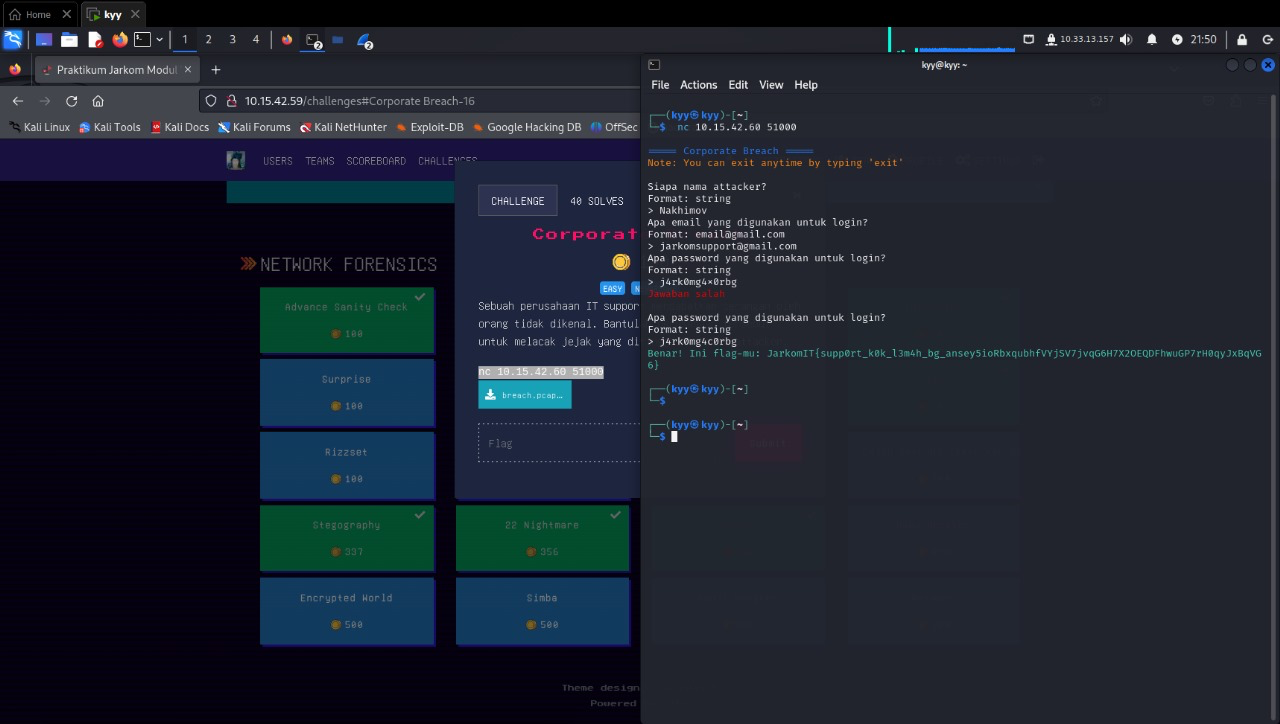 Home
kyy
1 2 3 4
10.33.13.157
21:50
Praktikum Jarkom Modul
10.15.42.59/challenges#Corporate Breach-16
Kali Linux Kali Tools Kali Docs Kali Forums Kali NetHunter Exploit-DB Google Hacking DB OffSec
USERS TEAMS SCOREBOARD CHALLENGES
NETWORK FORENSICS
Advance Sanity Check
100
Surprise
100
Rizzset
100
Stegography
337
22 Nightmare
356
Encrypted World
500
Simba
500
CHALLENGE 40 SOLVES
Corporat
EASY
Sebuah perusahaan IT suppor
orang tidak dikenal. Bantul
untuk melacak jejak yang di
nc 10.15.42.60 51000
breach.pcap…
Flag
Submit
Theme design
Powered
kyy@kyy: ~
File Actions Edit View Help
┌──(kyy㉿kyy)-[~]
└─$ nc 10.15.42.60 51000
===== Corporate Breach =====
Note: You can exit anytime by typing 'exit'
Siapa nama attacker?
Format: string
> Nakhimov
Apa email yang digunakan untuk login?
Format: email@gmail.com
> jarkomsupport@gmail.com
Apa password yang digunakan untuk login?
Format: string
> j4rk0mg4*0rbg
Jawaban salah
Apa password yang digunakan untuk login?
Format: string
> j4rk0mg4c0rbg
Benar! Ini flag-mu: JarkomIT{supp0rt_k0k_l3m4h_bg_ansey5ioRbxqubhfVYjSV7jvqG6H7X2OEQDFhwuGP7rH0qyJxBqVG
6}
┌──(kyy㉿kyy)-[~]
└─$
┌──(kyy㉿kyy)-[~]
└─$